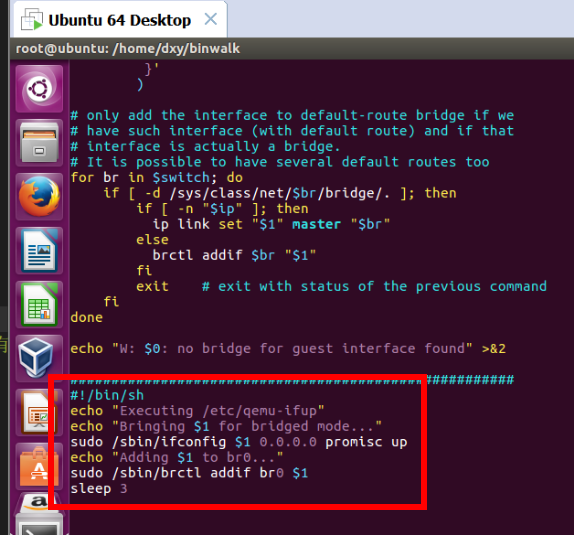 Ubuntu 64 Desktop
root@ubuntu: /home/dxy/binwalk
}'
)
# only add the interface to default-route bridge if we
# have such interface (with default route) and if that
# interface is actually a bridge.
# It is possible to have several default routes too
for br in $switch; do
if [ -d /sys/class/net/$br/bridge/. ]; then
if [ -n "$ip" ]; then
ip link set "$1" master "$br"
else
brctl addif $br "$1"
fi
exit # exit with status of the previous command
fi
done
echo "W: $0: no bridge for guest interface found" >&2
######################################################
#!/bin/sh
echo "Executing /etc/qemu-ifup"
echo "Bringing $1 for bridged mode..."
sudo /sbin/ifconfig $1 0.0.0.0 promisc up
echo "Adding $1 to br0..."
sudo /sbin/brctl addif br0 $1
sleep 3